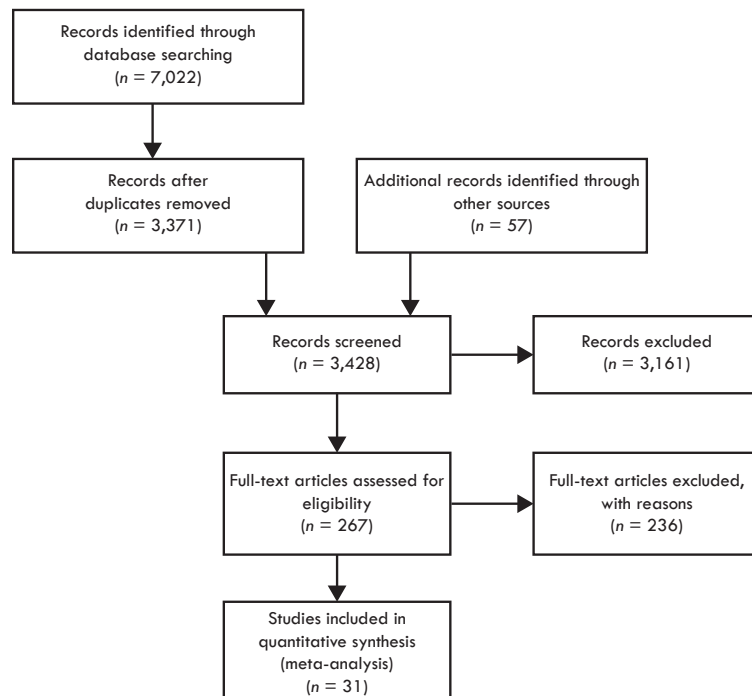 Records identified through
database searching
(n = 7,022)
Records after
duplicates removed
(n = 3,371)
Additional records identified through
other sources
(n = 57)
Records screened
(n = 3,428)
Records excluded
(n = 3,161)
Full-text articles assessed for
eligibility
(n = 267)
Full-text articles excluded,
with reasons
(n = 236)
Studies included in
quantitative synthesis
(meta-analysis)
(n = 31)